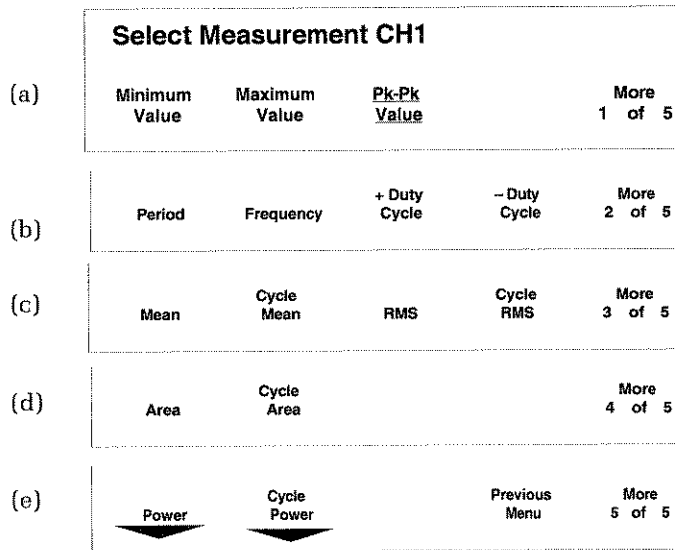 Select Measurement CH1
(a)
Minimum Maximum Pk-Pk More
Value Value Value 1 of 5
+ Duty – Duty More
(b) Period Frequency Cycle Cycle 2 of 5
(c) Cycle Cycle More
Mean Mean RMS RMS 3 of 5
(d) Cycle More
Area Area 4 of 5
(e) Cycle Previous More
Power Power Menu 5 of 5